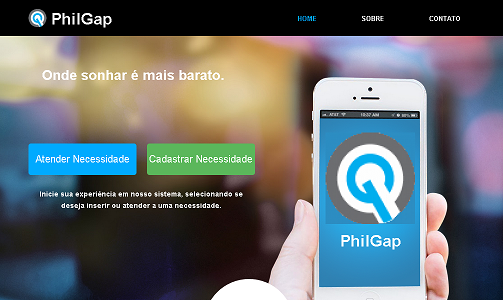 PhilGap
HOME SOBRE CONTATO
Onde sonhar é mais barato.
Atender Necessidade
Cadastrar Necessidade
Inicie sua experiência em nosso sistema, selecionando se
deseja inserir ou atender a uma necessidade.
AT&T 10:37 AM
PhilGap